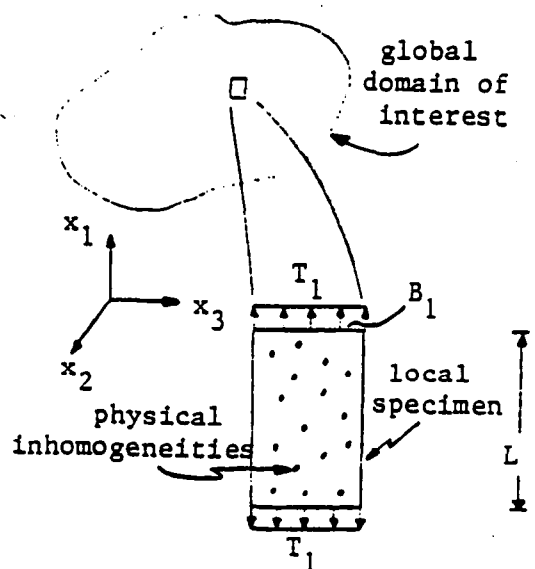 global
domain of
interest
x1
x3
x2
T1
B1
local
specimen
physical
inhomogeneities
L
T1